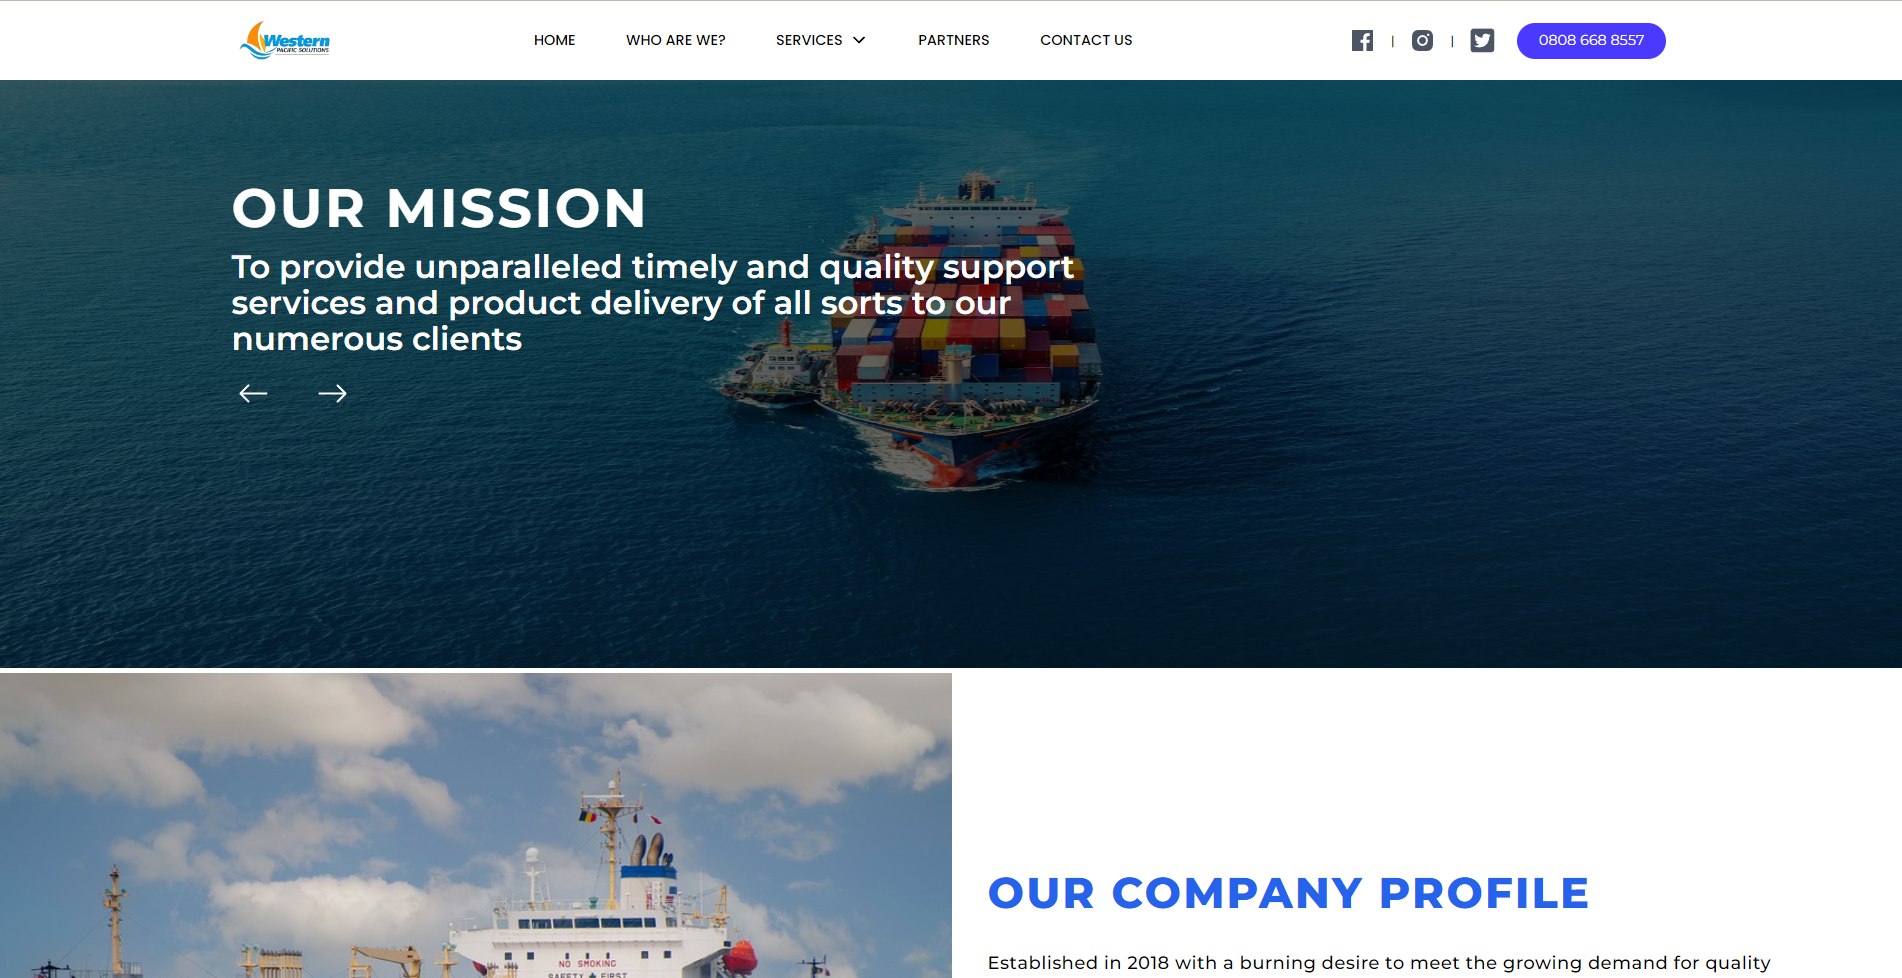 Western
PACIFIC SOLUTIONS
HOME
WHO ARE WE?
SERVICES
PARTNERS
CONTACT US
|
|
0808 668 8557
OUR MISSION
To provide unparalleled timely and quality support
services and product delivery of all sorts to our
numerous clients
NO SMOKING
SAFETY FIRST
OUR COMPANY PROFILE
Established in 2018 with a burning desire to meet the growing demand for quality